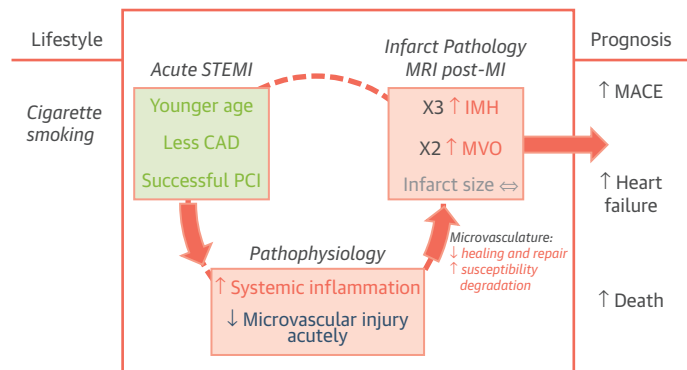 Lifestyle
Cigarette
smoking
Acute STEMI
Younger age
Less CAD
Successful PCI
Pathophysiology
↑ Systemic inflammation
↓ Microvascular injury
acutely
Infarct Pathology
MRI post-MI
X3 ↑ IMH
X2 ↑ MVO
Infarct size ⇔
Microvasculature:
↓ healing and repair
↑ susceptibility
degradation
Prognosis
↑ MACE
↑ Heart
failure
↑ Death